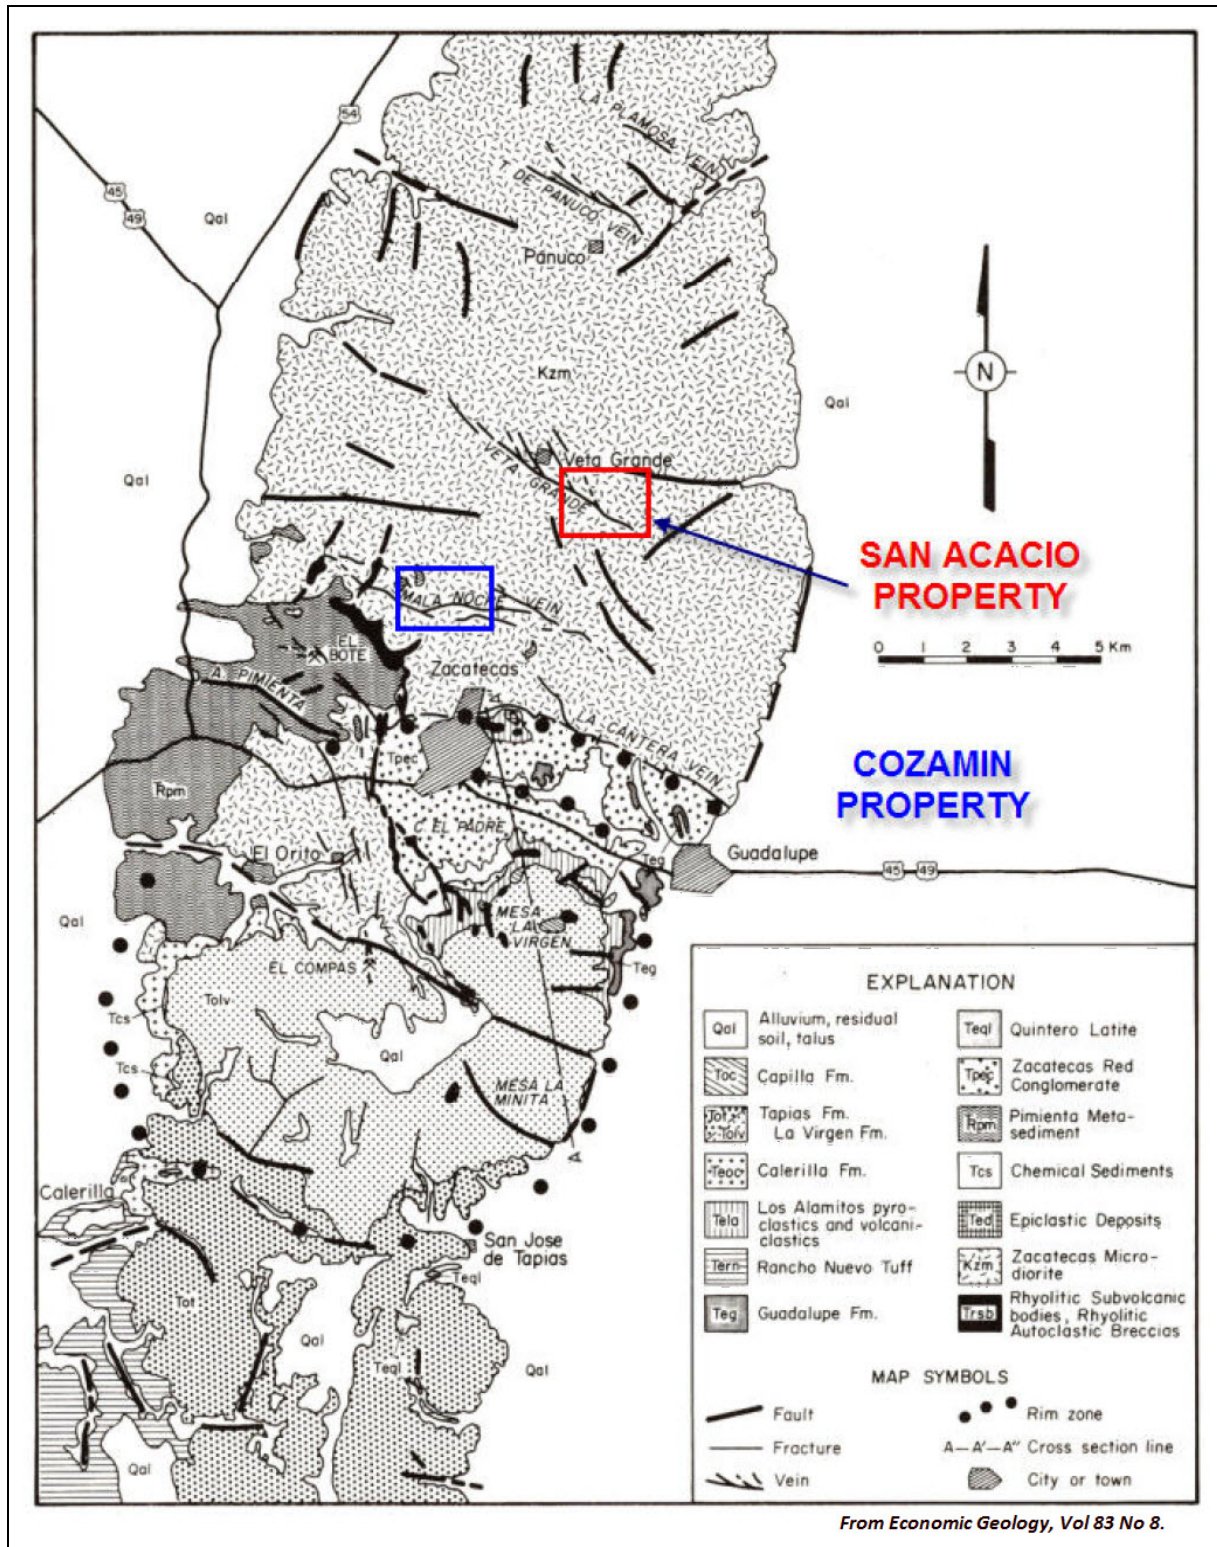 54
LA PLAMOSA VEIN
45
49
Qal
T. DE PANUCO VEIN
Pánuco
Kzm
N
Qal
Qal
Veta Grande
VETA GRANDE
SAN ACACIO
PROPERTY
MALA NOCHE VEIN
0 1 2 3 4 5 Km
EL
BOTE
Zacatecas
LA PIMIENTA
A
LA CANTERA VEIN
Tpec
COZAMIN
PROPERTY
Rpm
C. EL PADRE
El Orito
Teg
Guadalupe
45 49
Qal
MESA
LA
VIRGEN
EL COMPAS
Teg
Tolv
Tcs
Qal
Tcs
MESA LA
MINITA
A
Calerilla
San Jose
de Tapias
Teql
Tot
Qal
Teql
Qal
Qal
EXPLANATION
Qal Alluvium, residual
soil, talus
Toc Capilla Fm.
Tot Tapias Fm.
Tolv La Virgen Fm.
Teoc Calerilla Fm.
Tela Los Alamitos pyro-
clastics and volcani-
clastics
Tern Rancho Nuevo Tuff
Teg Guadalupe Fm.
Teql Quintero Latite
Tpec Zacatecas Red
Conglomerate
Rpm Pimienta Meta-
sediment
Tcs Chemical Sediments
Ted Epiclastic Deposits
Kzm Zacatecas Micro-
diorite
Trsb Rhyolitic Subvolcanic
bodies, Rhyolitic
Autoclastic Breccias
MAP SYMBOLS
Fault
Fracture
Vein
Rim zone
A—A'—A" Cross section line
City or town
From Economic Geology, Vol 83 No 8.